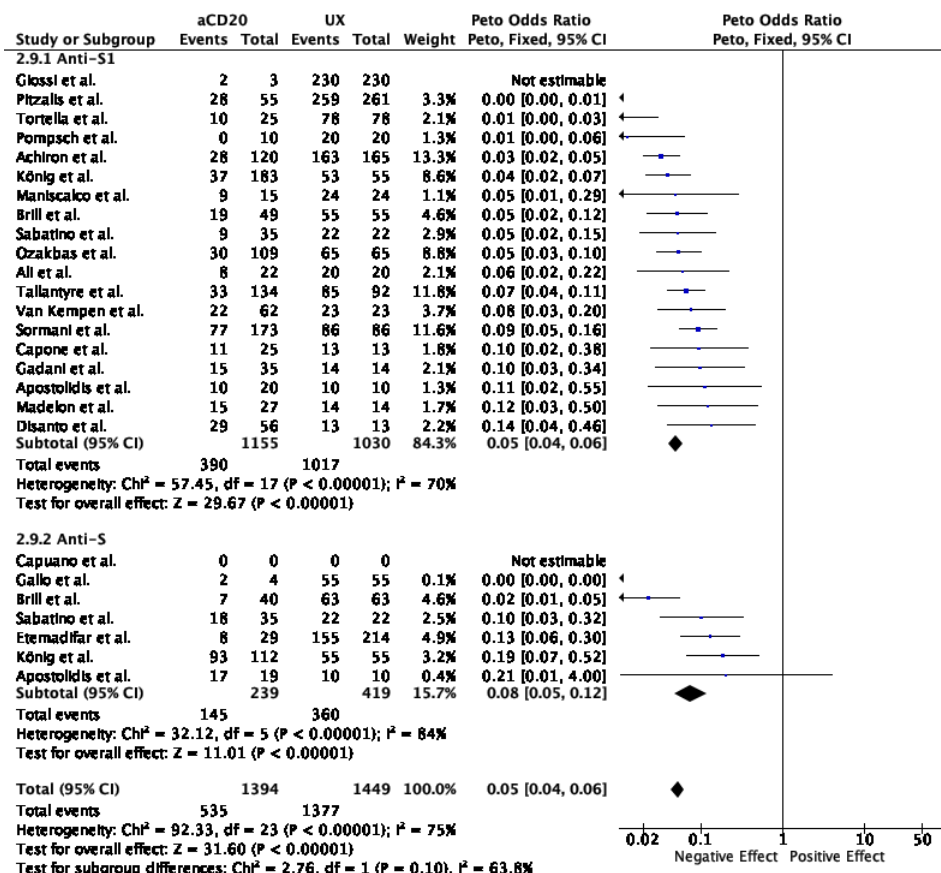 aCD20 UX Peto Odds Ratio Peto Odds Ratio
Study or Subgroup Events Total Events Total Weight Peto, Fixed, 95% CI Peto, Fixed, 95% CI
2.9.1 Anti-S1
Glossi et al. 2 3 230 230 Not estimable
Pitzalis et al. 28 55 259 261 3.3% 0.00 [0.00, 0.01]
Tortella et al. 10 25 78 78 2.1% 0.01 [0.00, 0.03]
Pompsch et al. 0 10 20 20 1.3% 0.01 [0.00, 0.06]
Achiron et al. 28 120 163 165 13.3% 0.03 [0.02, 0.05]
König et al. 37 183 53 55 8.6% 0.04 [0.02, 0.07]
Maniscalco et al. 9 15 24 24 1.1% 0.05 [0.01, 0.29]
Brill et al. 19 49 55 55 4.6% 0.05 [0.02, 0.12]
Sabatino et al. 9 35 22 22 2.9% 0.05 [0.02, 0.15]
Ozakbas et al. 30 109 65 65 8.8% 0.05 [0.03, 0.10]
Ali et al. 8 22 20 20 2.1% 0.06 [0.02, 0.22]
Tallantyre et al. 33 134 85 92 11.8% 0.07 [0.04, 0.11]
Van Kempen et al. 22 62 23 23 3.7% 0.08 [0.03, 0.20]
Sormani et al. 77 173 86 86 11.6% 0.09 [0.05, 0.16]
Capone et al. 11 25 13 13 1.8% 0.10 [0.02, 0.38]
Gadani et al. 15 35 14 14 2.4% 0.10 [0.03, 0.34]
Apostolidis et al. 10 20 10 10 1.3% 0.11 [0.02, 0.55]
Madelon et al. 15 27 14 14 1.7% 0.12 [0.03, 0.50]
Disanto et al. 29 56 13 13 2.2% 0.14 [0.04, 0.46]
Subtotal (95% CI) 1155 1030 84.3% 0.05 [0.04, 0.06]
Total events 390 1017
Heterogeneity: Chi² = 57.45, df = 17 (P < 0.00001); I² = 70%
Test for overall effect: Z = 29.67 (P < 0.00001)
2.9.2 Anti-S
Capuano et al. 0 0 0 0 Not estimable
Gallo et al. 2 4 55 55 0.1% 0.00 [0.00, 0.00]
Brill et al. 7 40 63 63 4.6% 0.02 [0.01, 0.05]
Sabatino et al. 18 35 22 22 2.5% 0.10 [0.03, 0.32]
Etemadifar et al. 8 29 155 214 4.9% 0.13 [0.06, 0.30]
König et al. 93 112 55 55 3.2% 0.19 [0.07, 0.52]
Apostolidis et al. 17 19 10 10 0.4% 0.21 [0.01, 4.00]
Subtotal (95% CI) 239 419 15.7% 0.08 [0.05, 0.12]
Total events 145 360
Heterogeneity: Chi² = 32.12, df = 5 (P < 0.00001); I² = 84%
Test for overall effect: Z = 11.01 (P < 0.00001)
Total (95% CI) 1394 1449 100.0% 0.05 [0.04, 0.06]
Total events 535 1377
Heterogeneity: Chi² = 92.33, df = 23 (P < 0.00001); I² = 75%
Test for overall effect: Z = 31.60 (P < 0.00001)
Test for subgroup differences: Chi² = 2.76, df = 1 (P = 0.10), I² = 63.8%
0.02 0.1 1 10 50
Negative Effect Positive Effect